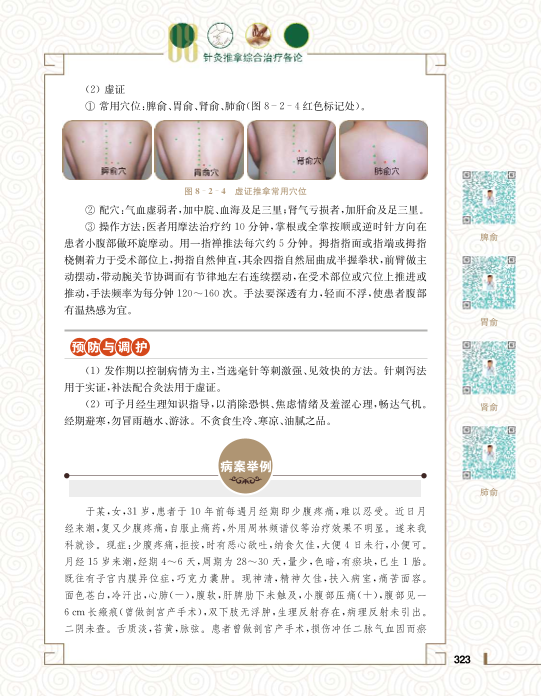 08
针灸推拿综合治疗各论
（2）虚证
① 常用穴位：脾俞、胃俞、肾俞、肺俞（图 8－2－4 红色标记处）。
脾俞穴
胃俞穴
肾俞穴
肺俞穴
图 8－2－4 虚证推拿常用穴位
② 配穴：气血虚弱者，加中脘、血海及足三里；肾气亏损者，加肝俞及足三里。
③ 操作方法：医者用摩法治疗约 10 分钟，掌根或全掌按顺或逆时针方向在
患者小腹部做环旋摩动。用一指禅推法每穴约 5 分钟。拇指指面或指端或拇指
桡侧着力于受术部位上，拇指自然伸直，其余四指自然屈曲成半握拳状，前臂做主
动摆动，带动腕关节协调而有节律地左右连续摆动，在受术部位或穴位上推进或
推动，手法频率为每分钟 120～160 次。手法要深透有力，轻而不浮，使患者腹部
有温热感为宜。
脾俞
胃俞
肾俞
肺俞
预防与调护
（1）发作期以控制病情为主，当选毫针等刺激强、见效快的方法。针刺泻法
用于实证，补法配合灸法用于虚证。
（2）可予月经生理知识指导，以消除恐惧、焦虑情绪及羞涩心理，畅达气机。
经期避寒，勿冒雨趟水、游泳。不贪食生冷、寒凉、油腻之品。
病案举例
于某，女，31 岁，患者于 10 年前每遇月经期即少腹疼痛，难以忍受。近日月
经来潮，复又少腹疼痛，自服止痛药，外用周林频谱仪等治疗效果不明显。遂来我
科就诊。现症：少腹疼痛，拒按，时有恶心欲吐，纳食欠佳，大便 4 日未行，小便可。
月经 15 岁来潮，经期 4～6 天，周期为 28～30 天，量少，色暗，有瘀块，已生 1 胎。
既往有子宫内膜异位症，巧克力囊肿。现神清，精神欠佳，扶入病室，痛苦面容。
面色苍白，冷汗出，心肺（—），腹软，肝脾肋下未触及，小腹部压痛（＋），腹部见一
6 cm 长瘢痕（曾做剖宫产手术），双下肢无浮肿，生理反射存在，病理反射未引出。
二阴未查。舌质淡，苔黄，脉弦。患者曾做剖宫产手术，损伤冲任二脉气血因而瘀
323